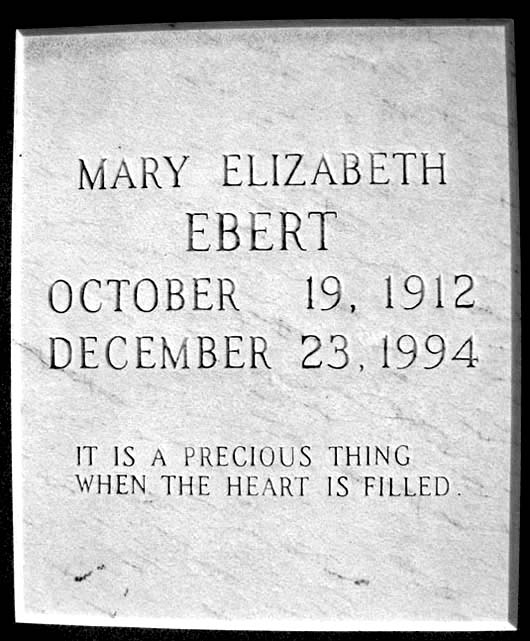 MARY ELIZABETH
EBERT
OCTOBER 19, 1912
DECEMBER 23, 1994
IT IS A PRECIOUS THING
WHEN THE HEART IS FILLED.